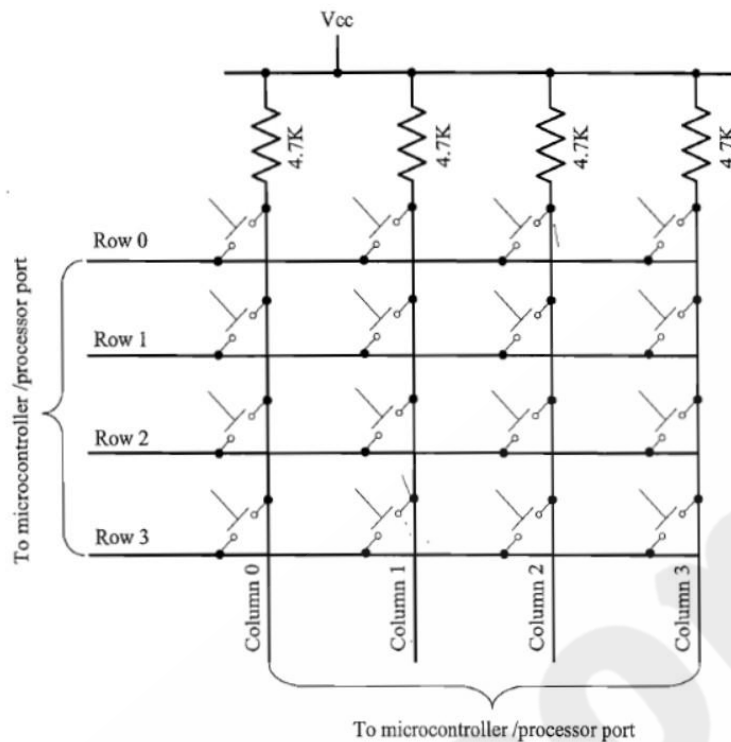 Vcc
4.7K
4.7K
4.7K
4.7K
Row 0
Row 1
Row 2
Row 3
To microcontroller /processor port
Column 0
Column 1
Column 2
Column 3
To microcontroller /processor port